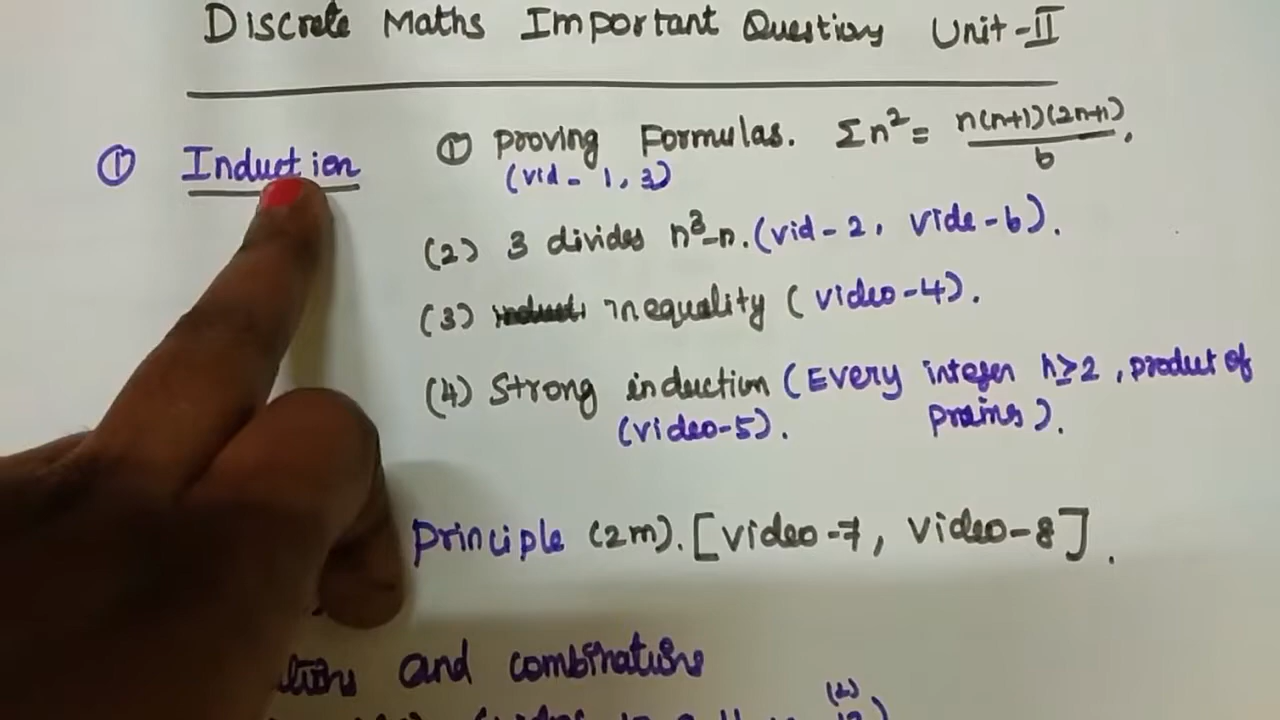 Discrete Maths Important Questions Unit-II
① Induction ① Proving Formulas. Σn² = n(n+1)(2n+1)/6.
(vid - 1, 3)
(2) 3 divides n³-n. (vid-2, vide-6).
(3) inequality (video-4).
(4) Strong induction (Every integer n≥2, product of
(video-5). prains).
Principle (2m). [video-7, Video-8].
and combinations